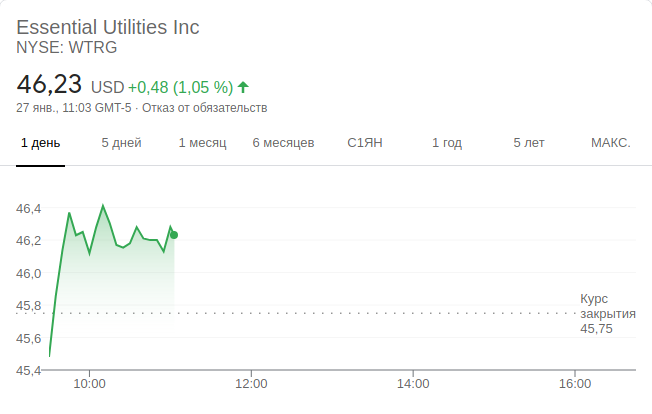 Essential Utilities Inc
NYSE: WTRG
46,23 USD +0,48 (1,05 %) ↑
27 янв., 11:03 GMT-5 · Отказ от обязательств
1 день 5 дней 1 месяц 6 месяцев С1ЯН 1 год 5 лет МАКС.
46,4
46,2
46,0
45,8
45,6
45,4
Курс
закрытия
45,75
10:00 12:00 14:00 16:00